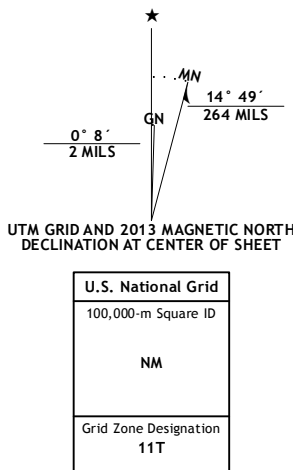 MN
GN
14° 49´
264 MILS
0° 8´
2 MILS
UTM GRID AND 2013 MAGNETIC NORTH
DECLINATION AT CENTER OF SHEET
U.S. National Grid
100,000-m Square ID
NM
Grid Zone Designation
11T